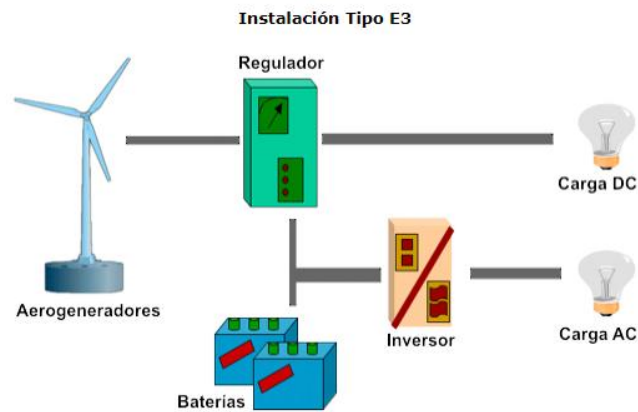 Instalación Tipo E3
Regulador
Carga DC
Aerogeneradores
Inversor
Carga AC
Baterías